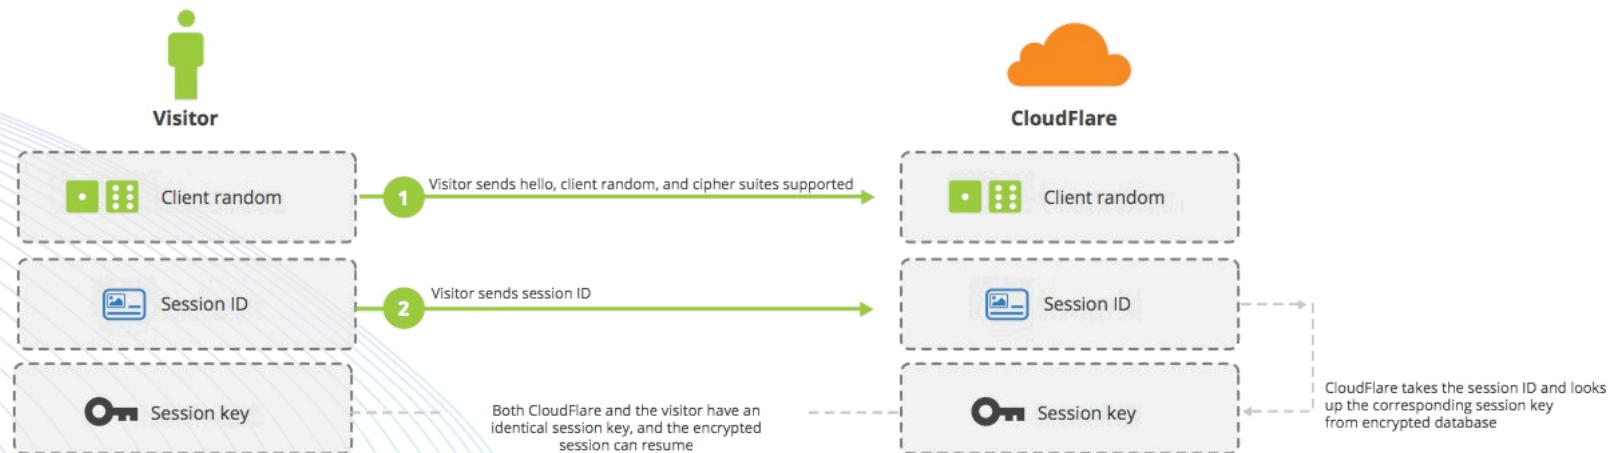 Visitor
CloudFlare
Client random
1
Visitor sends hello, client random, and cipher suites supported
Client random
Session ID
2
Visitor sends session ID
Session ID
Session key
Both CloudFlare and the visitor have an
identical session key, and the encrypted
session can resume
Session key
CloudFlare takes the session ID and looks
up the corresponding session key
from encrypted database